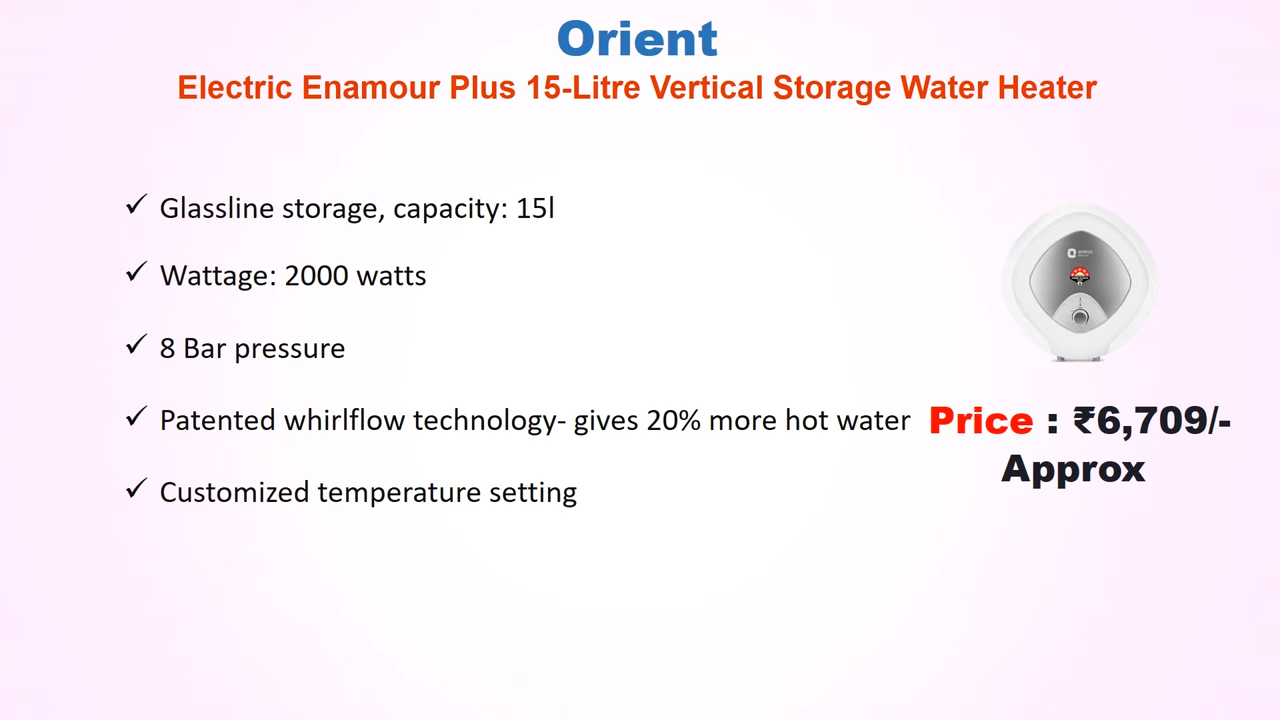 Orient
Electric Enamour Plus 15-Litre Vertical Storage Water Heater
✓ Glassline storage, capacity: 15l
✓ Wattage: 2000 watts
✓ 8 Bar pressure
✓ Patented whirlflow technology- gives 20% more hot water
✓ Customized temperature setting
orient
Price : ₹6,709/-
Approx